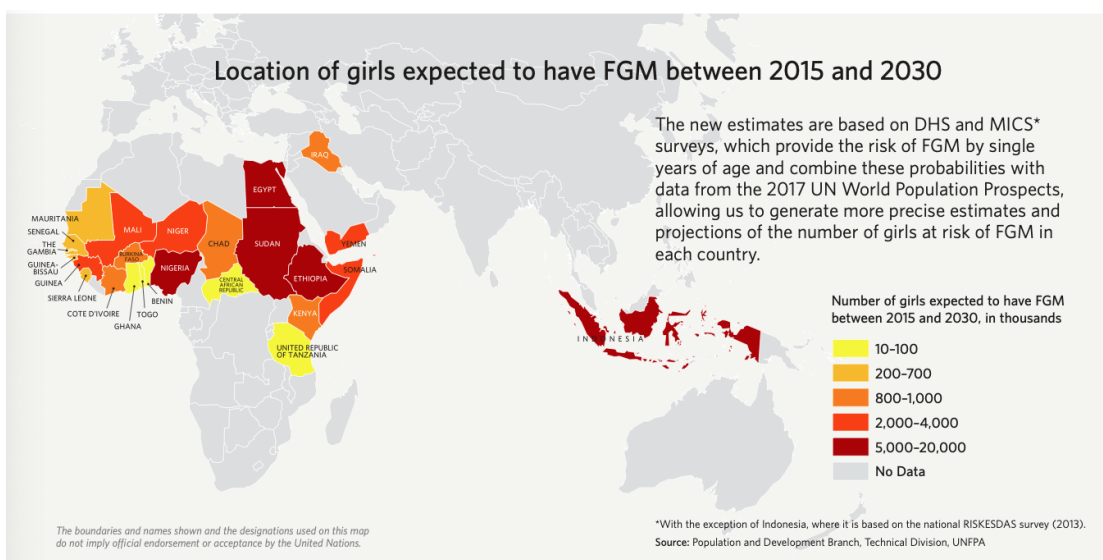 Location of girls expected to have FGM between 2015 and 2030
The new estimates are based on DHS and MICS*
surveys, which provide the risk of FGM by single
years of age and combine these probabilities with
data from the 2017 UN World Population Prospects,
allowing us to generate more precise estimates and
projections of the number of girls at risk of FGM in
each country.
IRAQ
EGYPT
MAURITANIA
MALI
NIGER
SENEGAL
CHAD
SUDAN
YEMEN
THE
GAMBIA
BURKINA
FASO
GUINEA-
BISSAU
NIGERIA
SOMALIA
GUINEA
ETHIOPIA
CENTRAL
AFRICAN
REPUBLIC
SIERRA LEONE
BENIN
COTE D'IVOIRE
TOGO
GHANA
KENYA
UNITED REPUBLIC
OF TANZANIA
INDONESIA
Number of girls expected to have FGM
between 2015 and 2030, in thousands
10–100
200–700
800–1,000
2,000–4,000
5,000–20,000
No Data
The boundaries and names shown and the designations used on this map
do not imply official endorsement or acceptance by the United Nations.
*With the exception of Indonesia, where it is based on the national RISKESDAS survey (2013).
Source: Population and Development Branch, Technical Division, UNFPA